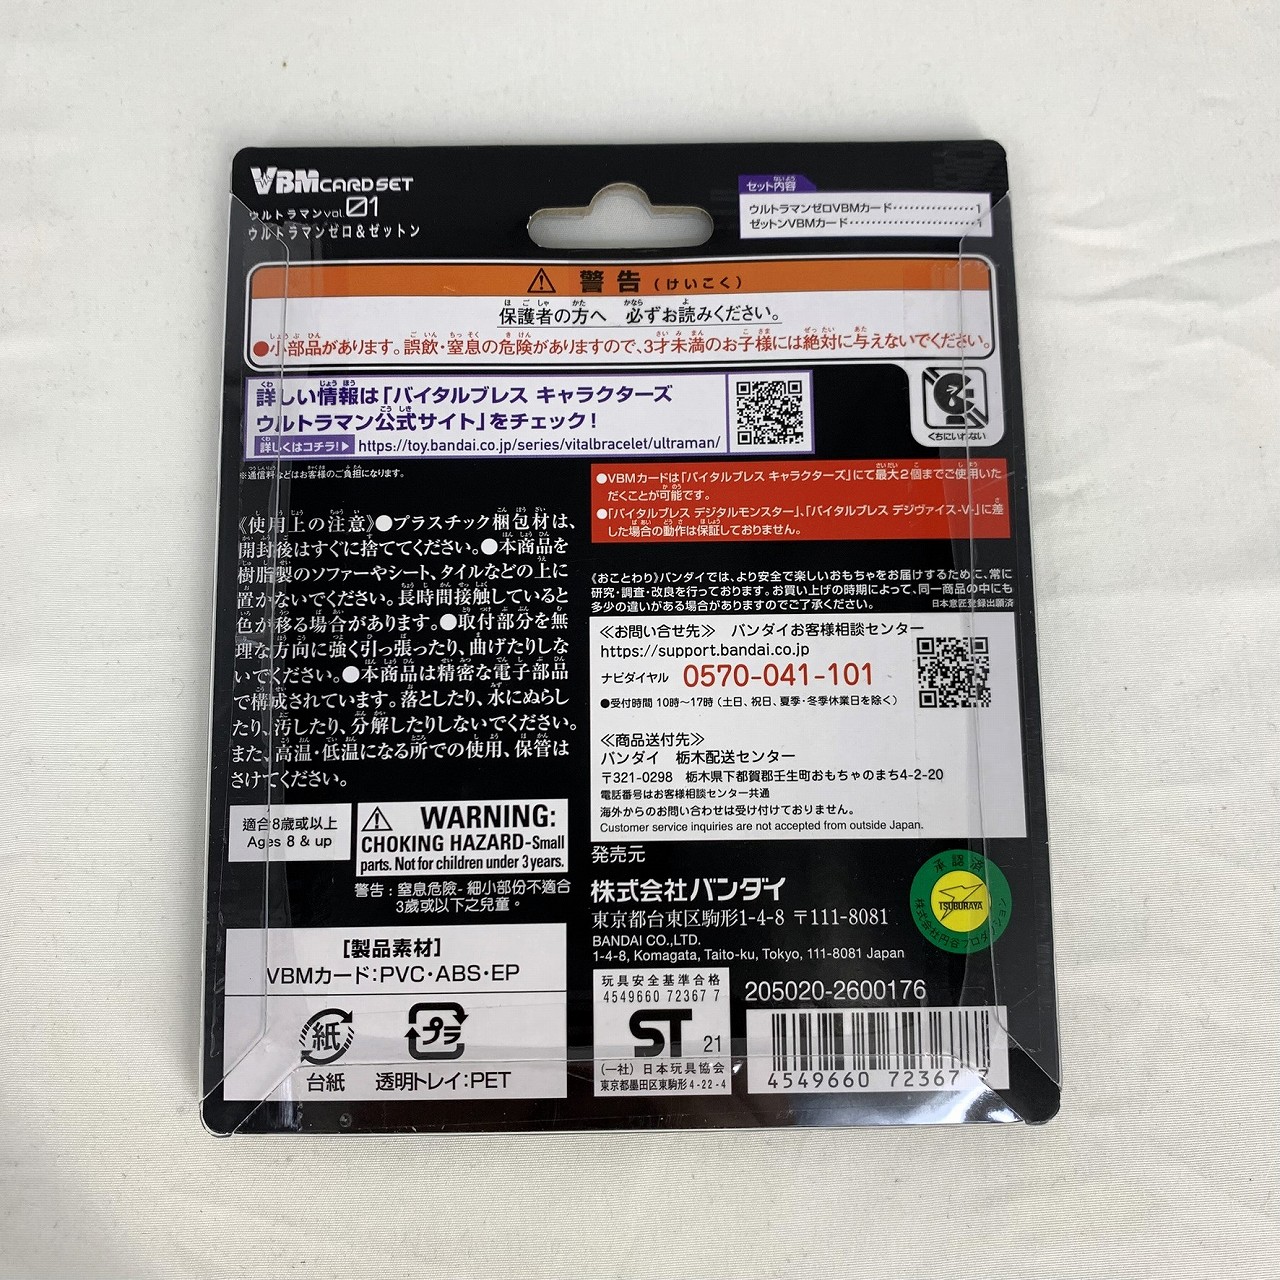 VBM CARD SET
ウルトラマン vol.01
ウルトラマンゼロ&ゼットン
セット内容
ウルトラマンゼロVBMカード………………1
ゼットンVBMカード………………………1
警告(けいこく)
保護者の方へ 必ずお読みください。
●小部品があります。誤飲・窒息の危険がありますので、3才未満のお子様には絶対に与えないでください。
詳しい情報は「バイタルブレス キャラクターズ
ウルトラマン公式サイト」をチェック!
詳しくはコチラ!▶ https://toy.bandai.co.jp/series/vitalbracelet/ultraman/
※通信料などはお客様のご負担になります。
くちにいれない
●VBMカードは「バイタルブレス キャラクターズ」にて最大2個までご使用いた
だくことが可能です。
●「バイタルブレス デジタルモンスター」、「バイタルブレス デジヴァイス-V-」に差
した場合の動作は保証しておりません。
《使用上の注意》●プラスチック梱包材は、
開封後はすぐに捨ててください。●本商品を
樹脂製のソファーやシート、タイルなどの上に
置かないでください。長時間接触していると
色が移る場合があります。●取付部分を無
理な方向に強く引っ張ったり、曲げたりしな
いでください。●本商品は精密な電子部品
で構成されています。落としたり、水にぬらし
たり、汚したり、分解したりしないでください。
また、高温・低温になる所での使用、保管は
さけてください。
《おことわり》バンダイでは、より安全で楽しいおもちゃをお届けするために、常に
研究・調査・改良を行っております。お買い上げの時期によって、同一商品の中にも
多少の違いがある場合がありますのでご了承ください。 日本意匠登録出願済
≪お問い合せ先≫ バンダイお客様相談センター
https://support.bandai.co.jp
ナビダイヤル 0570-041-101
●受付時間 10時〜17時(土日、祝日、夏季・冬季休業日を除く)
≪商品送付先≫
バンダイ 栃木配送センター
〒321-0298 栃木県下都賀郡壬生町おもちゃのまち4-2-20
電話番号はお客様相談センター共通
海外からのお問い合わせは受け付けておりません。
Customer service inquiries are not accepted from outside Japan.
適合8歲或以上
Ages 8 & up
WARNING:
CHOKING HAZARD-Small
parts. Not for children under 3 years.
警告:窒息危險-細小部份不適合
3歲或以下之兒童。
発売元
株式会社バンダイ
東京都台東区駒形1-4-8 〒111-8081
BANDAI CO.,LTD.
1-4-8, Komagata, Taito-ku, Tokyo, 111-8081 Japan
承認済
TSUBURAYA
株式会社円谷プロダクション
[製品素材]
VBMカード:PVC・ABS・EP
紙
台紙
プラ
透明トレイ:PET
玩具安全基準合格
4549660 72367 7
ST 21
(一社)日本玩具協会
東京都墨田区東駒形4-22-4
205020-2600176
4549660 723677